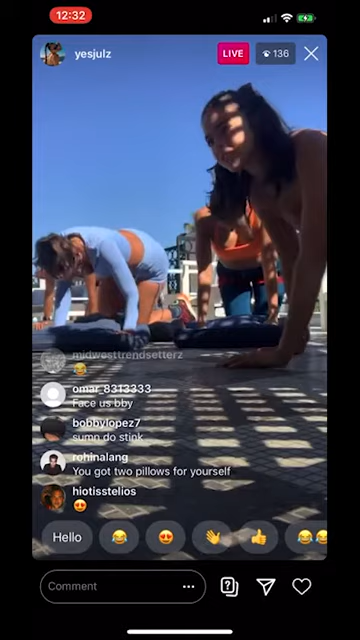 12:32
yesjulz
LIVE
136
midwesttrendsetterz
😂
omar_8313333
Face us bby
bobbylopez7
sumn do stink
rohinalang
You got two pillows for yourself
hiotisstelios
😍
Hello 😂 😍 👋 👍 😂😂
Comment